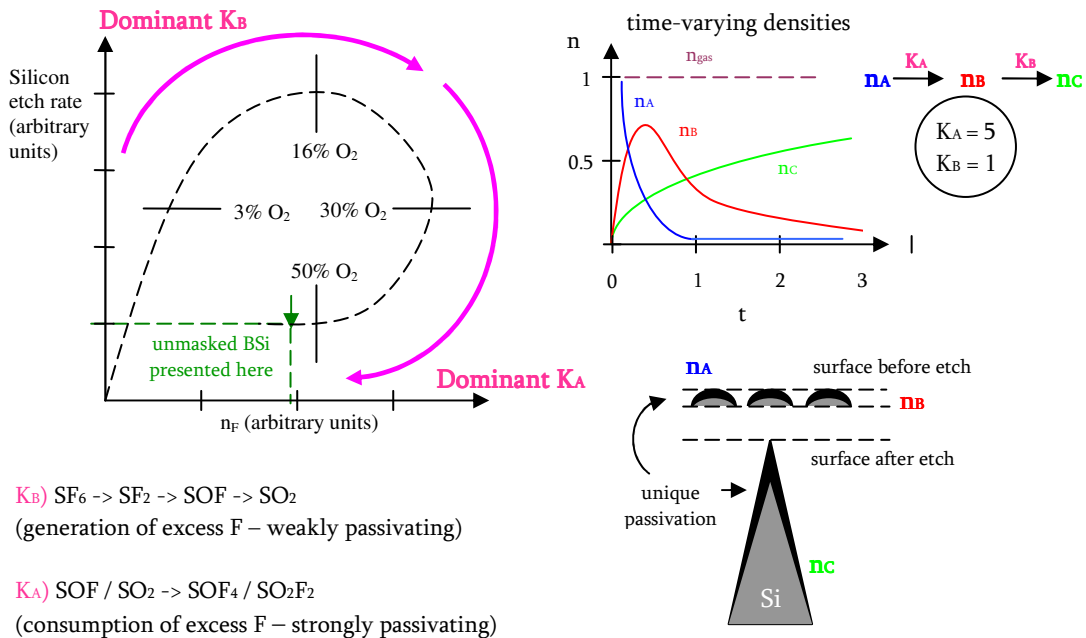 Dominant KB
Silicon
etch rate
(arbitrary
units)
16% O2
3% O2
30% O2
50% O2
unmasked BSi
presented here
Dominant KA
nF (arbitrary units)
KB) SF6 -> SF2 -> SOF -> SO2
(generation of excess F – weakly passivating)
KA) SOF / SO2 -> SOF4 / SO2F2
(consumption of excess F – strongly passivating)
time-varying densities
n
ngas
1
nA
nB
0.5
nC
0
1
2
3
t
KA
KB
nA
nB
nC
KA = 5
KB = 1
nA
surface before etch
nB
surface after etch
unique
passivation
nC
Si